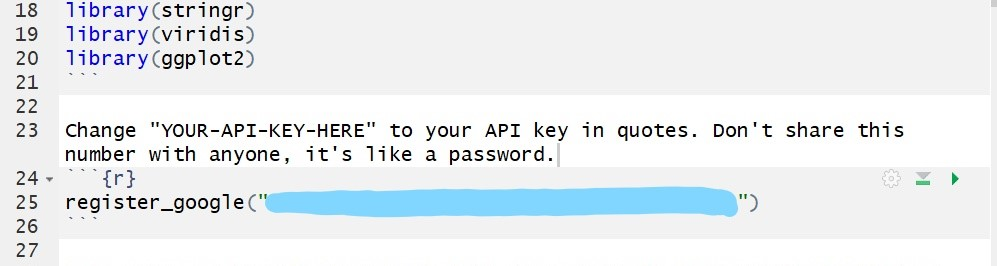 18 library(stringr)
19 library(viridis)
20 library(ggplot2)
21 ```
22
23 Change "YOUR-API-KEY-HERE" to your API key in quotes. Don't share this
number with anyone, it's like a password.
24 ```{r}
25 register_google("")
26 ```
27